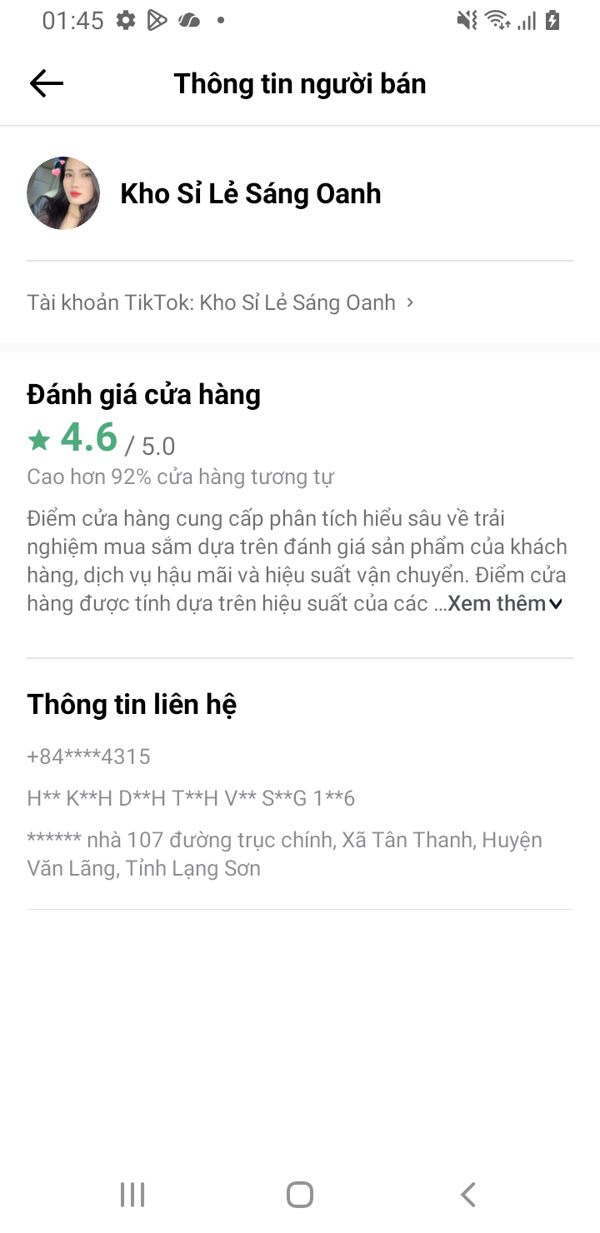 01:45
Thông tin người bán
Kho Sỉ Lẻ Sáng Oanh
Tài khoản TikTok: Kho Sỉ Lẻ Sáng Oanh
Đánh giá cửa hàng
4.6 / 5.0
Cao hơn 92% cửa hàng tương tự
Điểm cửa hàng cung cấp phân tích hiểu sâu về trải
nghiệm mua sắm dựa trên đánh giá sản phẩm của khách
hàng, dịch vụ hậu mãi và hiệu suất vận chuyển. Điểm cửa
hàng được tính dựa trên hiệu suất của các ...Xem thêm
Thông tin liên hệ
+84****4315
H** K**H D**H T**H V** S**G 1**6
****** nhà 107 đường trục chính, Xã Tân Thanh, Huyện
Văn Lãng, Tỉnh Lạng Sơn